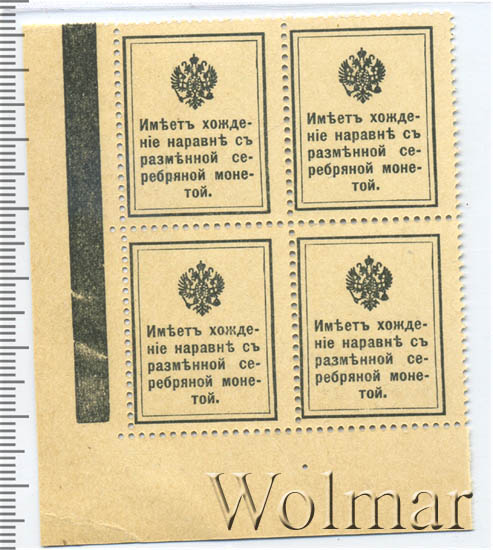 Имѣетъ хожде-
ніе наравнѣ съ
размѣнной се-
ребряной моне-
той.
Имѣетъ хожде-
ніе наравнѣ съ
размѣнной се-
ребряной моне-
той.
Имѣетъ хожде-
ніе наравнѣ съ
размѣнной се-
ребряной моне-
той.
Имѣетъ хожде-
ніе наравнѣ съ
размѣнной се-
ребряной моне-
той.
Wolmar